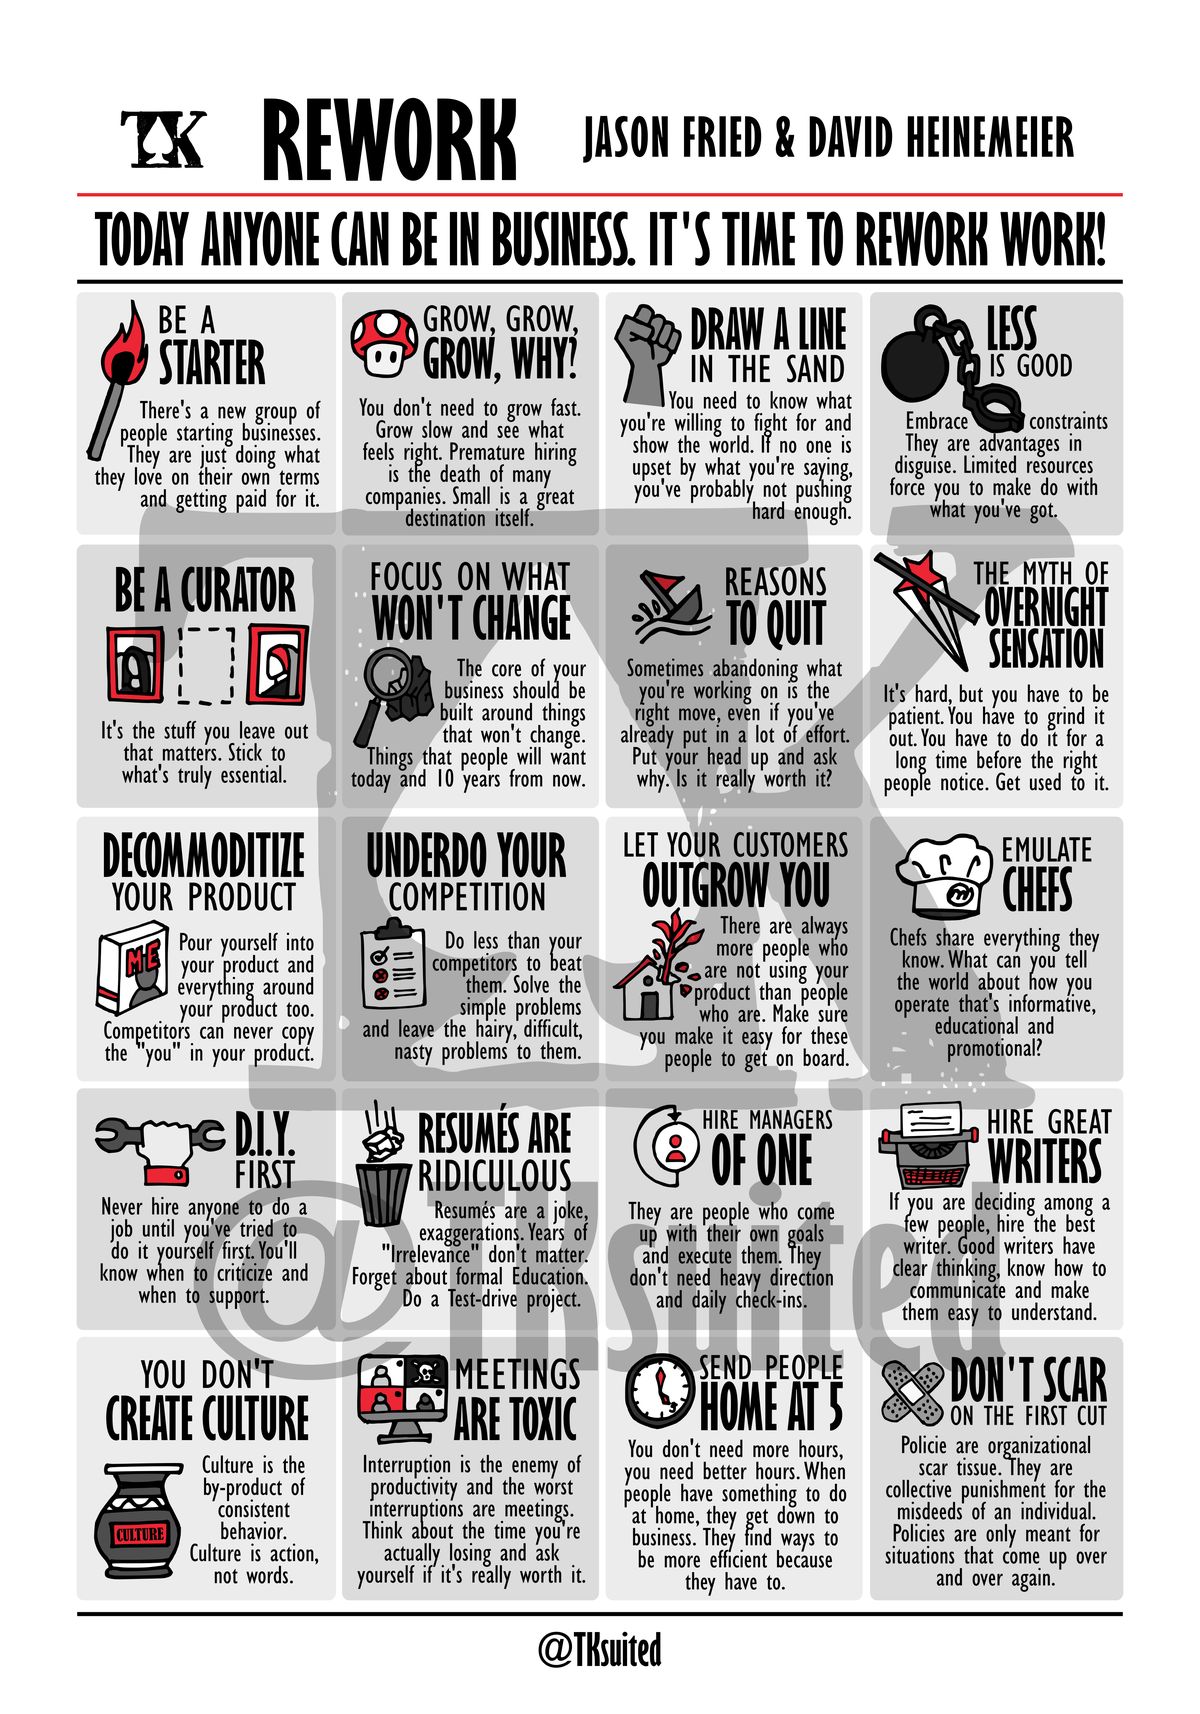 TK
REWORK
JASON FRIED & DAVID HEINEMEIER
TODAY ANYONE CAN BE IN BUSINESS. IT'S TIME TO REWORK WORK!
BE A
STARTER
There's a new group of
people starting businesses.
They are just doing what
they love on their own terms
and getting paid for it.
GROW, GROW,
GROW, WHY?
You don't need to grow fast.
Grow slow and see what
feels right. Premature hiring
is the death of many
companies. Small is a great
destination itself.
DRAW A LINE
IN THE SAND
You need to know what
you're willing to fight for and
show the world. If no one is
upset by what you're saying,
you've probably not pushing
hard enough.
LESS
IS GOOD
Embrace constraints
They are advantages in
disguise. Limited resources
force you to make do with
what you've got.
BE A CURATOR
It's the stuff you leave out
that matters. Stick to
what's truly essential.
FOCUS ON WHAT
WON'T CHANGE
The core of your
business should be
built around things
that won't change.
Things that people will want
today and 10 years from now.
REASONS
TO QUIT
Sometimes abandoning what
you're working on is the
right move, even if you've
already put in a lot of effort.
Put your head up and ask
why. Is it really worth it?
THE MYTH OF
OVERNIGHT
SENSATION
It's hard, but you have to be
patient. You have to grind it
out. You have to do it for a
long time before the right
people notice. Get used to it.
DECOMMODITIZE
YOUR PRODUCT
ME
Pour yourself into
your product and
everything around
your product too.
Competitors can never copy
the "you" in your product.
UNDERDO YOUR
COMPETITION
Do less than your
competitors to beat
them. Solve the
simple problems
and leave the hairy, difficult,
nasty problems to them.
LET YOUR CUSTOMERS
OUTGROW YOU
There are always
more people who
are not using your
product than people
who are. Make sure
you make it easy for these
people to get on board.
EMULATE
CHEFS
Chefs share everything they
know. What can you tell
the world about how you
operate that's informative,
educational and
promotional?
D.I.Y.
FIRST
Never hire anyone to do a
job until you've tried to
do it yourself first. You'll
know when to criticize and
when to support.
RESUMÉS ARE
RIDICULOUS
Resumés are a joke,
exaggerations. Years of
"Irrelevance" don't matter.
Forget about formal Education.
Do a Test-drive project.
HIRE MANAGERS
OF ONE
They are people who come
up with their own goals
and execute them. They
don't need heavy direction
and daily check-ins.
HIRE GREAT
WRITERS
If you are deciding among a
few people, hire the best
writer. Good writers have
clear thinking, know how to
communicate and make
them easy to understand.
YOU DON'T
CREATE CULTURE
CULTURE
Culture is the
by-product of
consistent
behavior.
Culture is action,
not words.
MEETINGS
ARE TOXIC
Interruption is the enemy of
productivity and the worst
interruptions are meetings.
Think about the time you're
actually losing and ask
yourself if it's really worth it.
SEND PEOPLE
HOME AT 5
5
You don't need more hours,
you need better hours. When
people have something to do
at home, they get down to
business. They find ways to
be more efficient because
they have to.
DON'T SCAR
ON THE FIRST CUT
Policie are organizational
scar tissue. They are
collective punishment for the
misdeeds of an individual.
Policies are only meant for
situations that come up over
and over again.
TK
@TKsuited
@TKsuited